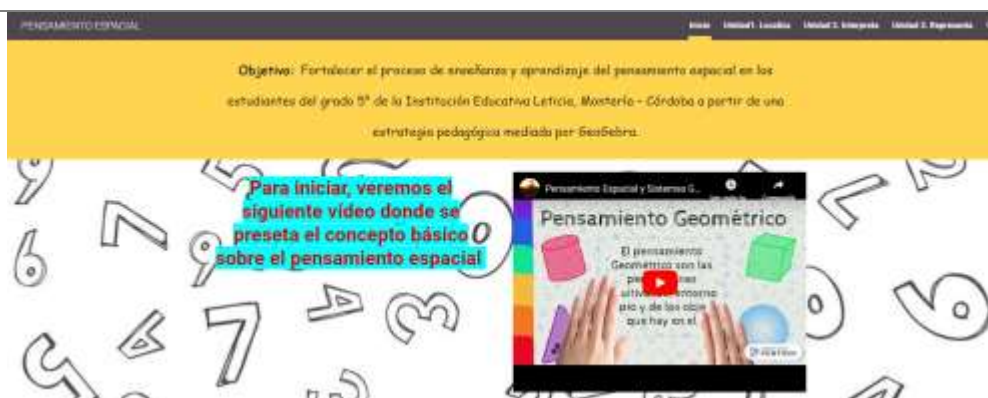 PENSAMIENTO ESPACIAL
Inicio Unidad 1. Localiza Unidad 2. Interpreta Unidad 3. Representa
Objetivo: Fortalecer el proceso de enseñanza y aprendizaje del pensamiento espacial en los
estudiantes del grado 5° de la Institución Educativa Leticia, Montería - Córdoba a partir de una
estrategia pedagógica mediada por GeoGebra.
Para iniciar, veremos el
siguiente vídeo donde se
preseta el concepto básico
sobre el pensamiento espacial
Pensamiento Espacial y Sistemas G...
Pensamiento Geométrico
El pensamiento
Geométrico son las
entorno
que hay en el